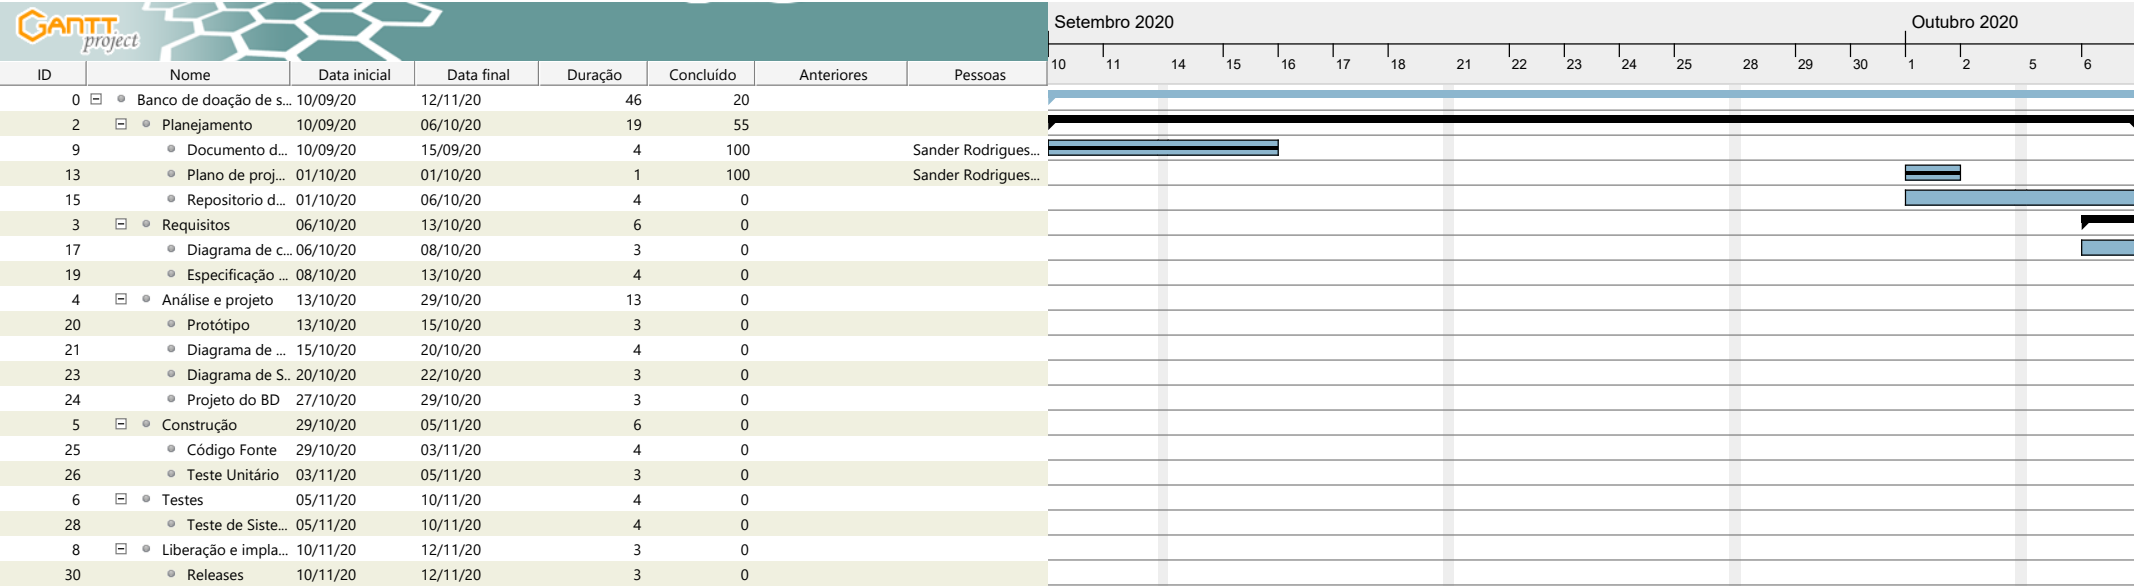 GANTT project
Setembro 2020 Outubro 2020
10 11 14 15 16 17 18 21 22 23 24 25 28 29 30 1 2 5 6
ID Nome Data inicial Data final Duração Concluído Anteriores Pessoas
0 Banco de doação de s... 10/09/20 12/11/20 46 20
2 Planejamento 10/09/20 06/10/20 19 55
9 Documento d... 10/09/20 15/09/20 4 100 Sander Rodrigues...
13 Plano de proj... 01/10/20 01/10/20 1 100 Sander Rodrigues...
15 Repositorio d... 01/10/20 06/10/20 4 0
3 Requisitos 06/10/20 13/10/20 6 0
17 Diagrama de c... 06/10/20 08/10/20 3 0
19 Especificação ... 08/10/20 13/10/20 4 0
4 Análise e projeto 13/10/20 29/10/20 13 0
20 Protótipo 13/10/20 15/10/20 3 0
21 Diagrama de ... 15/10/20 20/10/20 4 0
23 Diagrama de S.. 20/10/20 22/10/20 3 0
24 Projeto do BD 27/10/20 29/10/20 3 0
5 Construção 29/10/20 05/11/20 6 0
25 Código Fonte 29/10/20 03/11/20 4 0
26 Teste Unitário 03/11/20 05/11/20 3 0
6 Testes 05/11/20 10/11/20 4 0
28 Teste de Siste... 05/11/20 10/11/20 4 0
8 Liberação e impla... 10/11/20 12/11/20 3 0
30 Releases 10/11/20 12/11/20 3 0